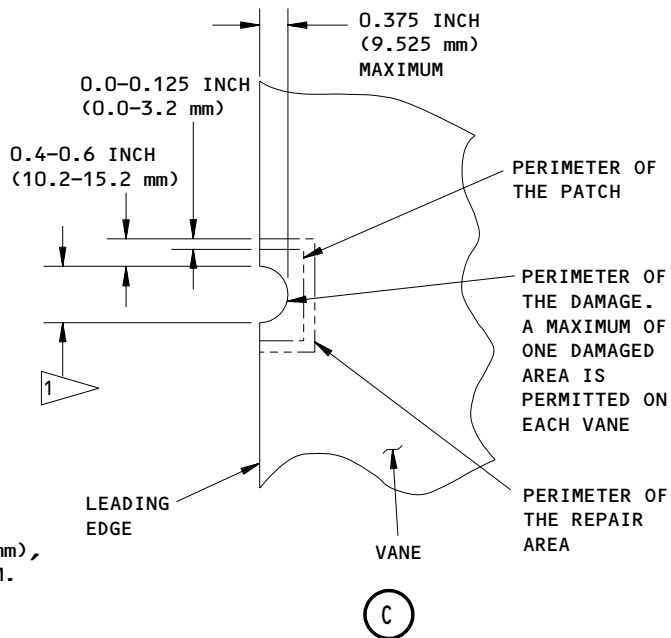 0.375 INCH
(9.525 mm)
MAXIMUM
0.0-0.125 INCH
(0.0-3.2 mm)
0.4-0.6 INCH
(10.2-15.2 mm)
PERIMETER OF
THE PATCH
PERIMETER OF
THE DAMAGE.
A MAXIMUM OF
ONE DAMAGED
AREA IS
PERMITTED ON
EACH VANE
1
LEADING
EDGE
PERIMETER OF
THE REPAIR
AREA
VANE
mm),
M.
C